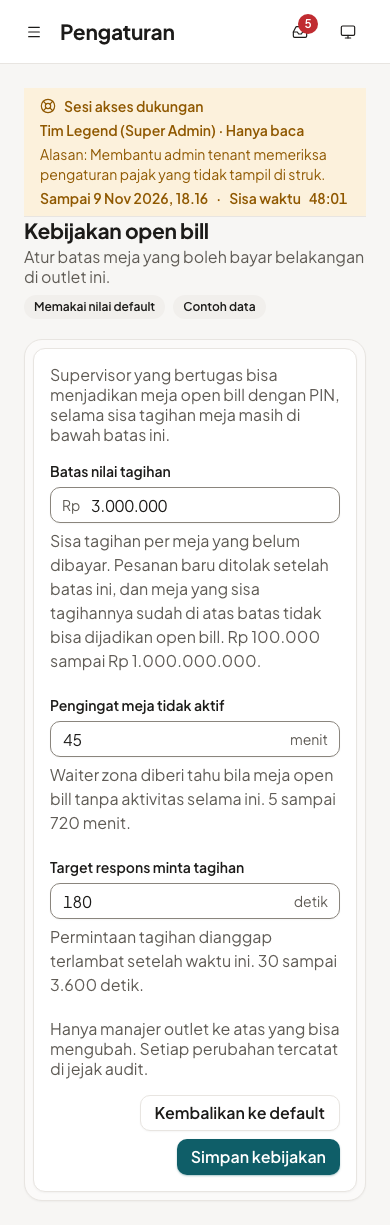 Pengaturan
5
Sesi akses dukungan
Tim Legend (Super Admin) · Hanya baca
Alasan: Membantu admin tenant memeriksa
pengaturan pajak yang tidak tampil di struk.
Sampai 9 Nov 2026, 18.16 · Sisa waktu 48:01
Kebijakan open bill
Atur batas meja yang boleh bayar belakangan
di outlet ini.
Memakai nilai default
Contoh data
Supervisor yang bertugas bisa
menjadikan meja open bill dengan PIN,
selama sisa tagihan meja masih di
bawah batas ini.
Batas nilai tagihan
Rp 3.000.000
Sisa tagihan per meja yang belum
dibayar. Pesanan baru ditolak setelah
batas ini, dan meja yang sisa
tagihannya sudah di atas batas tidak
bisa dijadikan open bill. Rp 100.000
sampai Rp 1.000.000.000.
Pengingat meja tidak aktif
45 menit
Waiter zona diberi tahu bila meja open
bill tanpa aktivitas selama ini. 5 sampai
720 menit.
Target respons minta tagihan
180 detik
Permintaan tagihan dianggap
terlambat setelah waktu ini. 30 sampai
3.600 detik.
Hanya manajer outlet ke atas yang bisa
mengubah. Setiap perubahan tercatat
di jejak audit.
Kembalikan ke default
Simpan kebijakan